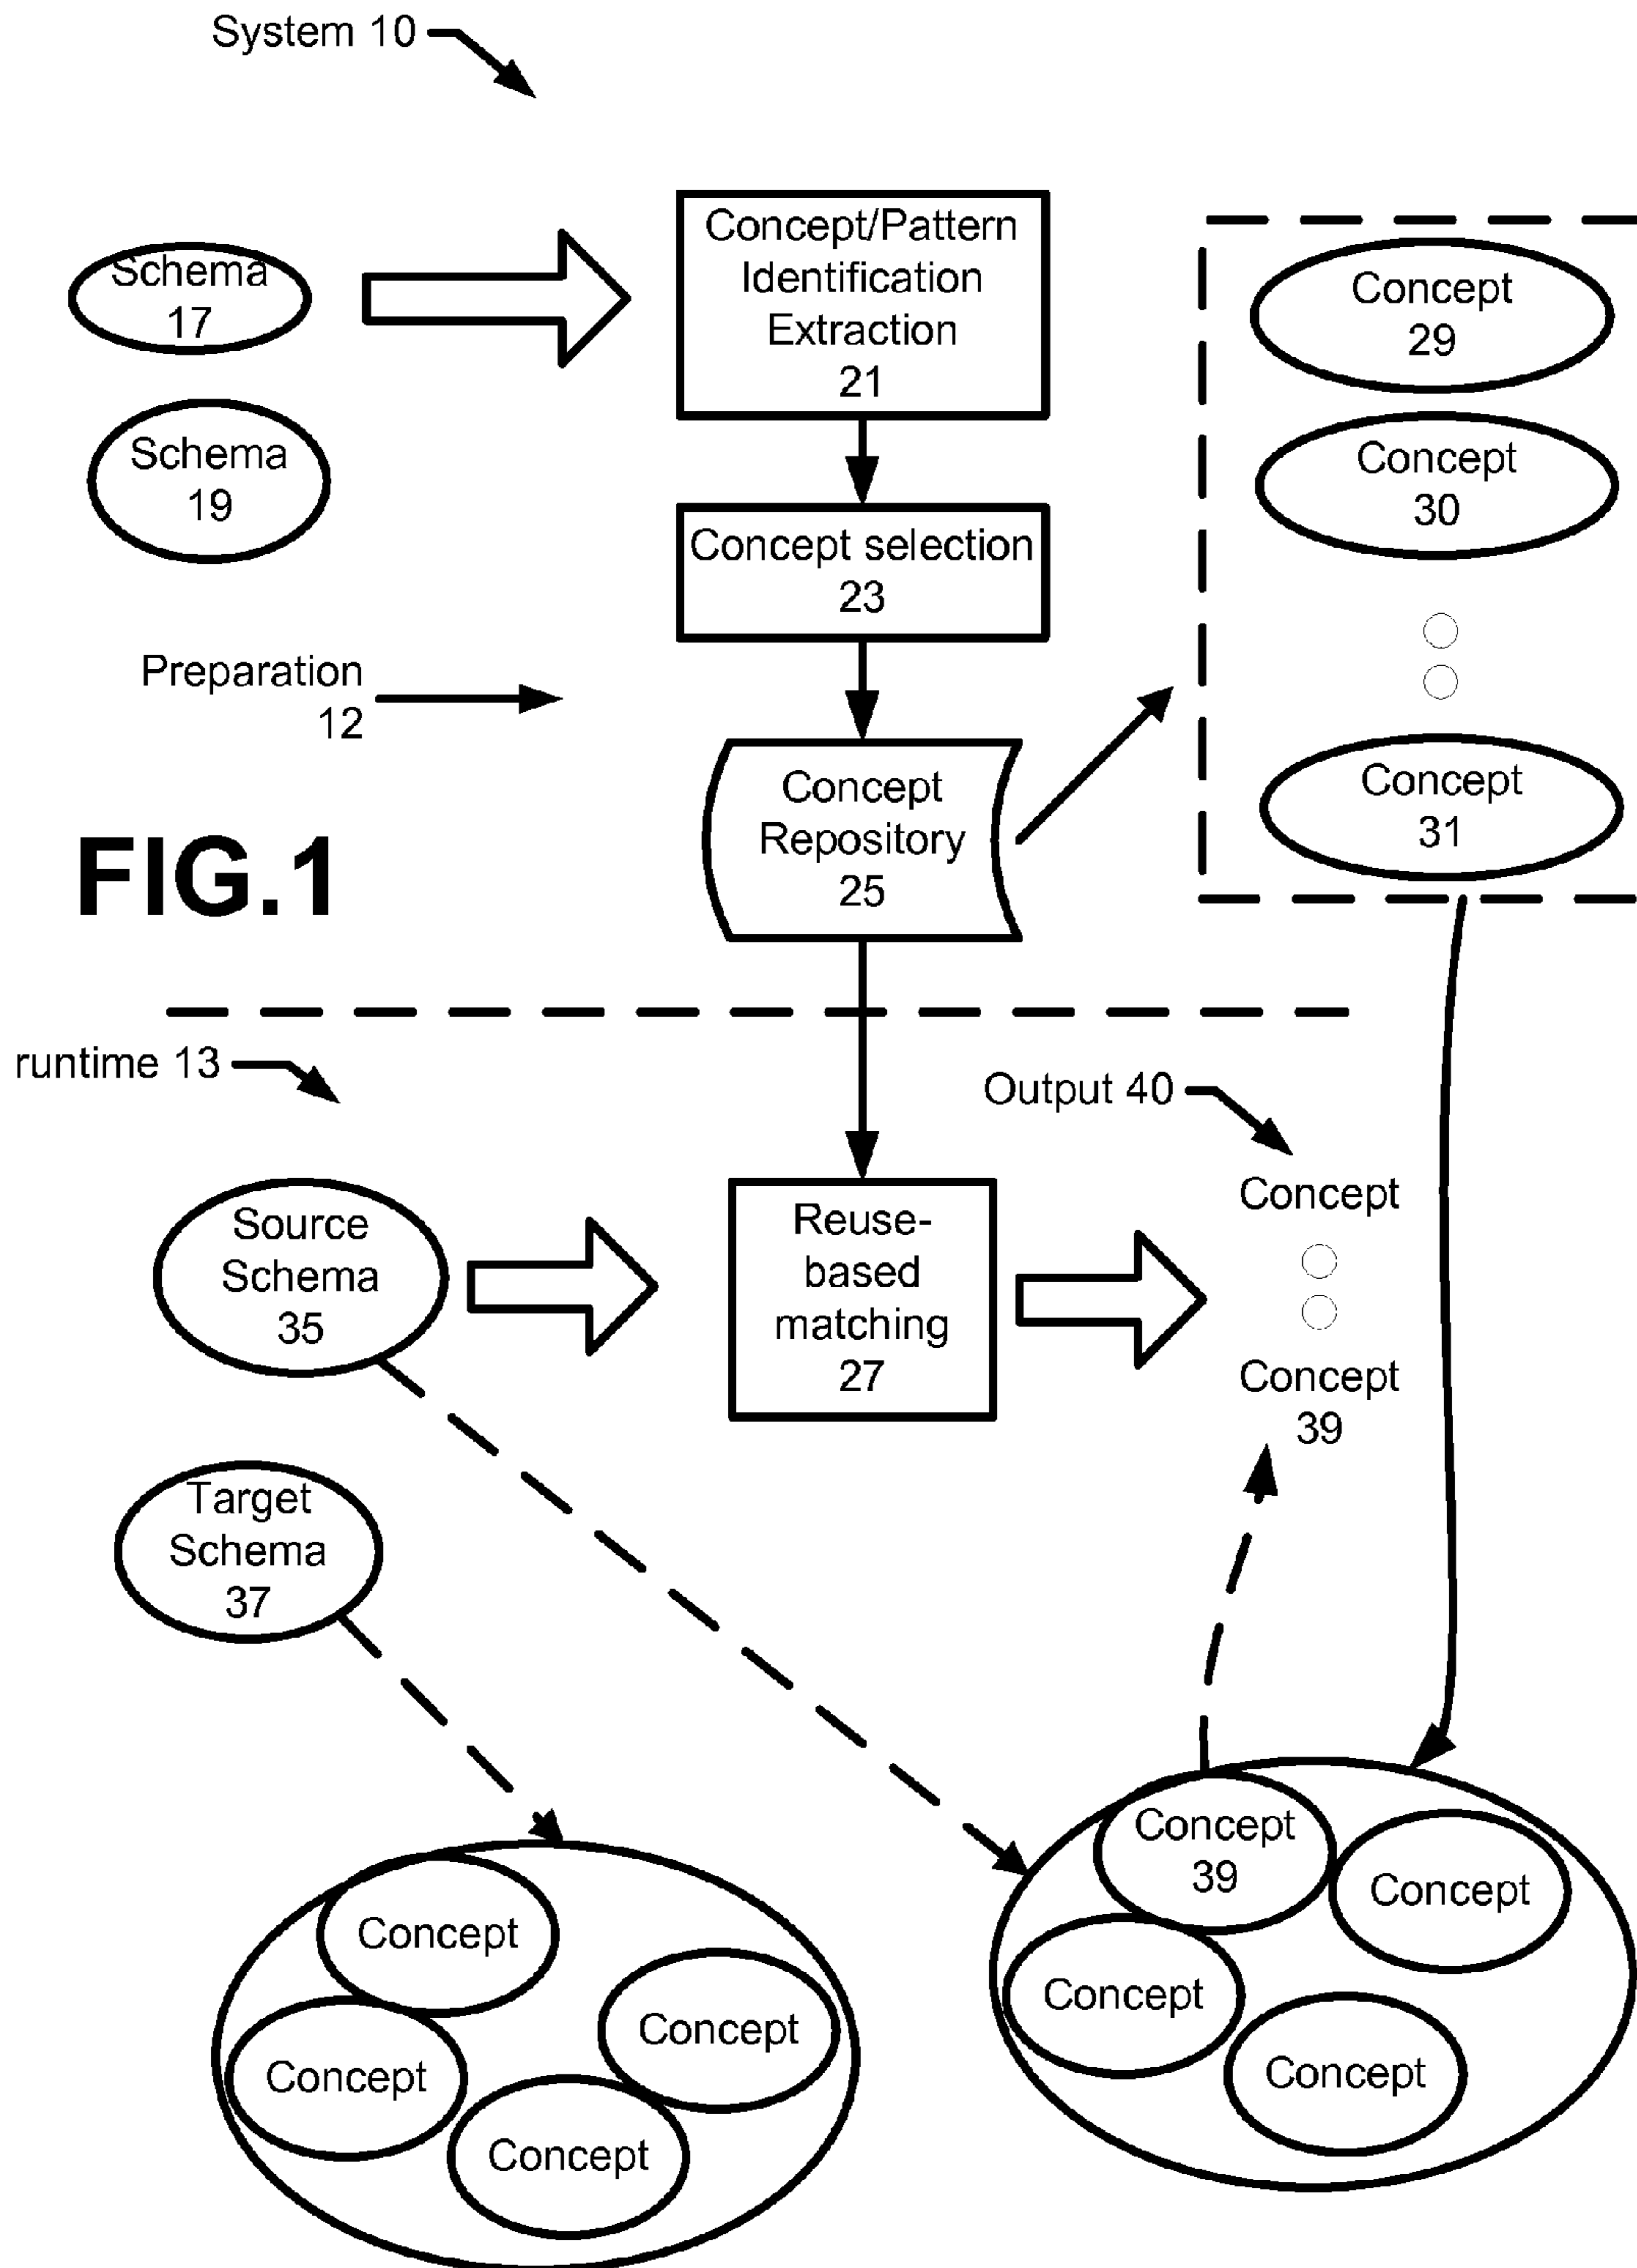 System 10
Concept/Pattern
Identification
Extraction
21
Schema
17
Concept
29
Schema
19
Concept
30
Concept selection
23
Preparation
12
Concept
Repository
25
Concept
31
FIG.1
runtime 13
Output 40
Source
Schema
35
Reuse-
based
matching
27
Concept
Concept
39
Target
Schema
37
Concept
39
Concept
Concept
Concept
Concept
Concept
Concept
Concept